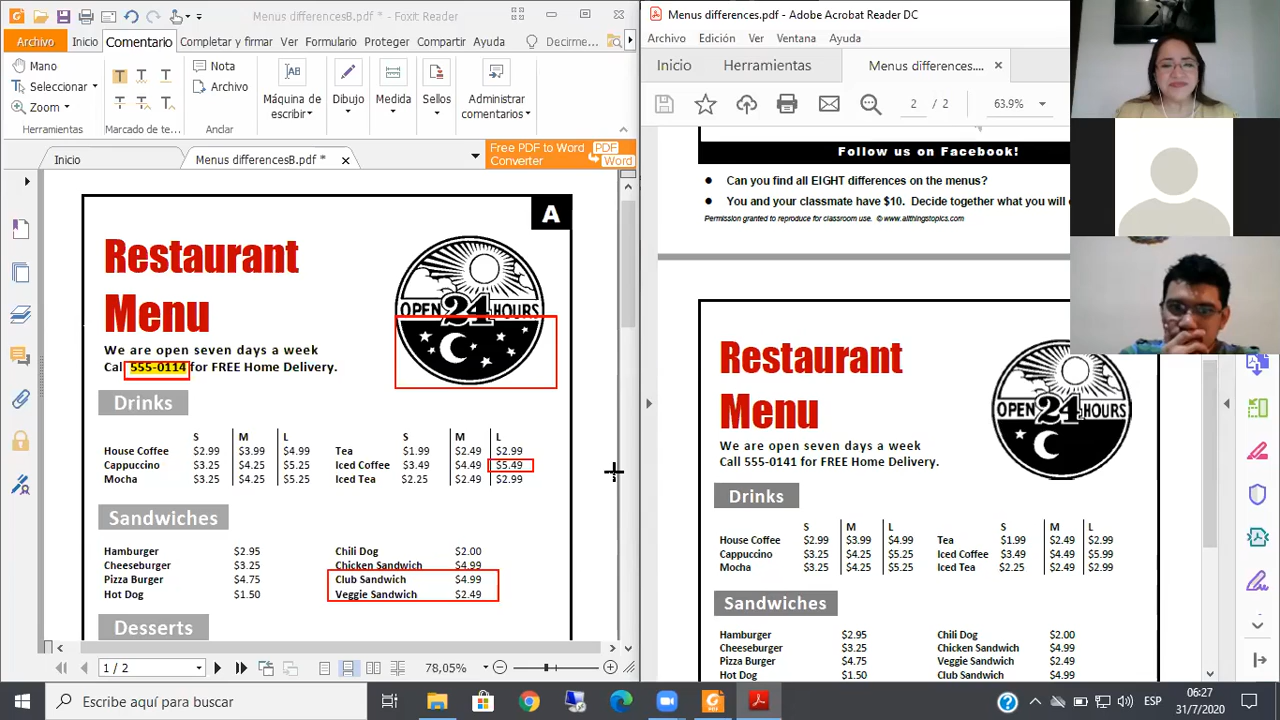 Menus differencesB.pdf * - Foxit Reader
Archivo Inicio Comentario Completar y firmar Ver Formulario Proteger Compartir Ayuda Decirme...
Mano
Seleccionar
Zoom
Herramientas
Marcado de te...
Nota
Archivo
Anclar
Máquina de escribir
Dibujo
Medida
Sellos
Administrar comentarios
Inicio
Menus differencesB.pdf *
Free PDF to Word Converter
PDF
Word
A
Restaurant
Menu
We are open seven days a week
Call 555-0114 for FREE Home Delivery.
OPEN 24 HOURS
Drinks
S M L S M L
House Coffee $2.99 $3.99 $4.99 Tea $1.99 $2.49 $2.99
Cappuccino $3.25 $4.25 $5.25 Iced Coffee $3.49 $4.49 $5.49
Mocha $3.25 $4.25 $5.25 Iced Tea $2.25 $2.49 $2.99
Sandwiches
Hamburger $2.95 Chili Dog $2.00
Cheeseburger $3.25 Chicken Sandwich $4.99
Pizza Burger $4.75 Club Sandwich $4.99
Hot Dog $1.50 Veggie Sandwich $2.49
Desserts
1 / 2
78,05%
Menus differences.pdf - Adobe Acrobat Reader DC
Archivo Edición Ver Ventana Ayuda
Inicio Herramientas Menus differences....
2 / 2 63.9%
Follow us on Facebook!
Can you find all EIGHT differences on the menus?
You and your classmate have $10. Decide together what you will
Permission granted to reproduce for classroom use. © www.allthingstopics.com
Restaurant
Menu
We are open seven days a week
Call 555-0141 for FREE Home Delivery.
OPEN 24 HOURS
Drinks
S M L S M L
House Coffee $2.99 $3.99 $4.99 Tea $1.99 $2.49 $2.99
Cappuccino $3.25 $4.25 $5.25 Iced Coffee $3.49 $4.49 $5.99
Mocha $3.25 $4.25 $5.25 Iced Tea $2.25 $2.49 $2.99
Sandwiches
Hamburger $2.95 Chili Dog $2.00
Cheeseburger $3.25 Chicken Sandwich $4.99
Pizza Burger $4.75 Veggie Sandwich $2.49
Hot Dog $1.50 Club Sandwich $4.99
Escribe aquí para buscar
ESP
06:27
31/7/2020